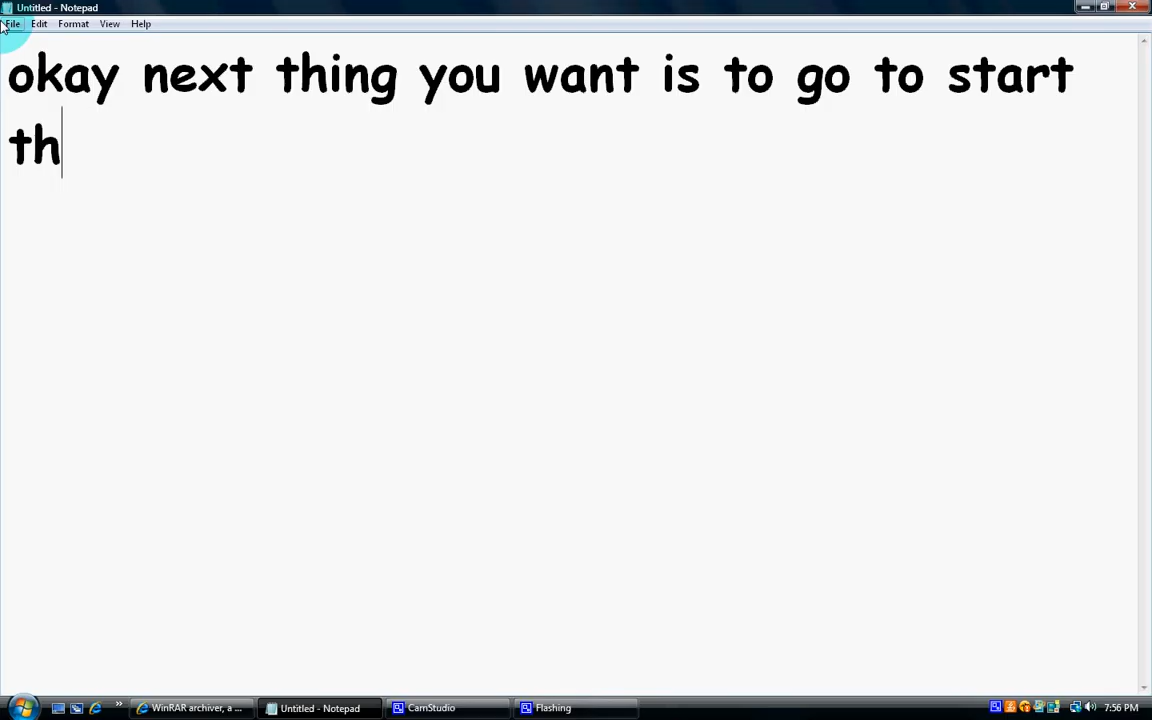 Untitled - Notepad
File Edit Format View Help
okay next thing you want is to go to start
th
WinRAR archiver, a ... Untitled - Notepad CamStudio Flashing 7:56 PM